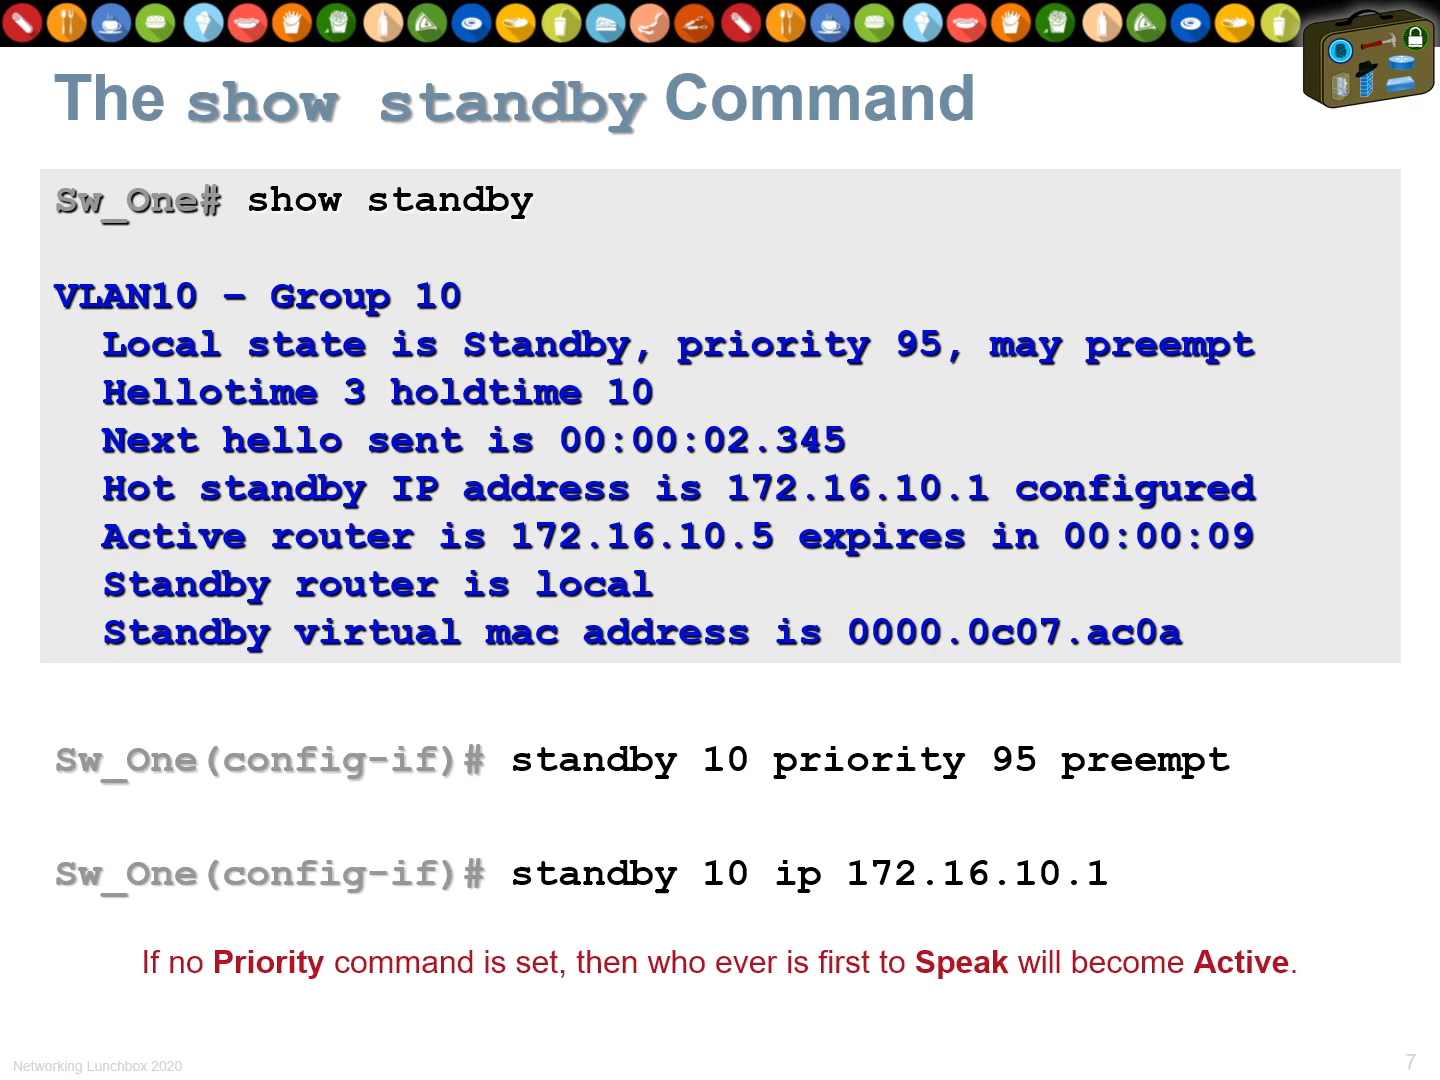 The show standby Command
Sw_One# show standby
VLAN10 – Group 10
Local state is Standby, priority 95, may preempt
Hellotime 3 holdtime 10
Next hello sent is 00:00:02.345
Hot standby IP address is 172.16.10.1 configured
Active router is 172.16.10.5 expires in 00:00:09
Standby router is local
Standby virtual mac address is 0000.0c07.ac0a
Sw_One(config-if)# standby 10 priority 95 preempt
Sw_One(config-if)# standby 10 ip 172.16.10.1
If no Priority command is set, then who ever is first to Speak will become Active.
Networking Lunchbox 2020
7